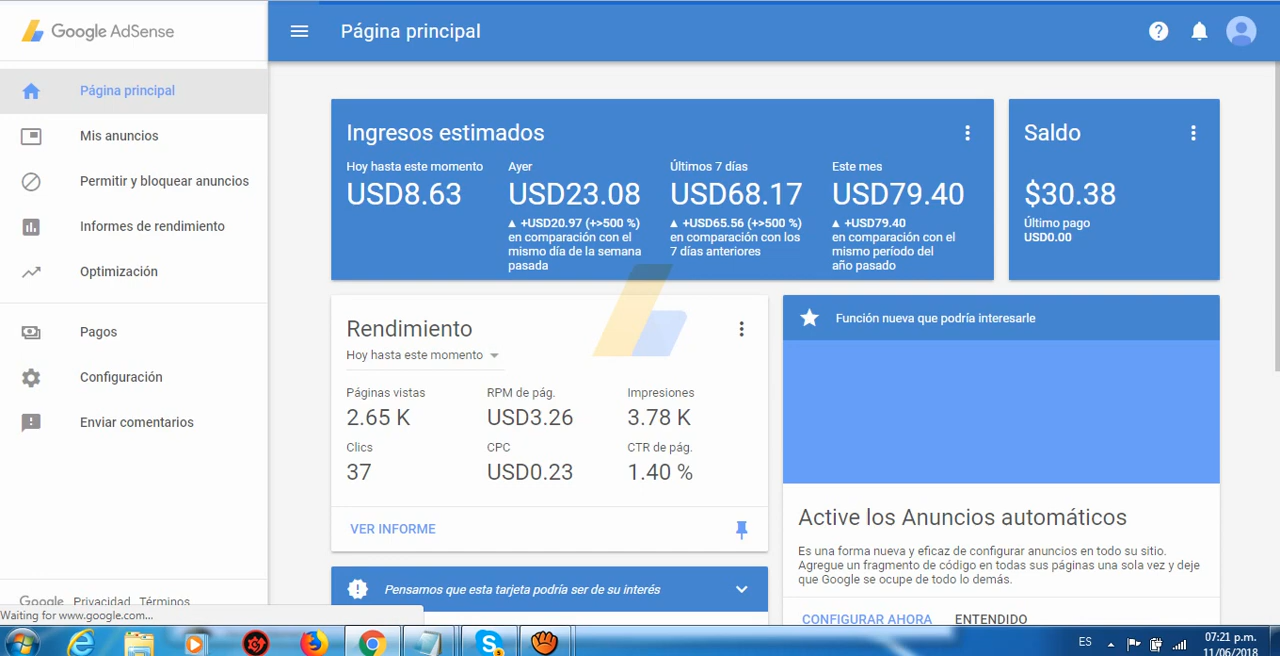 Google AdSense
Página principal
Página principal
Mis anuncios
Permitir y bloquear anuncios
Informes de rendimiento
Optimización
Pagos
Configuración
Enviar comentarios
Google Privacidad Términos
Waiting for www.google.com...
Ingresos estimados
Hoy hasta este momento
USD8.63
Ayer
USD23.08
▲ +USD20.97 (+>500 %)
en comparación con el
mismo día de la semana
pasada
Últimos 7 días
USD68.17
▲ +USD65.56 (+>500 %)
en comparación con los
7 días anteriores
Este mes
USD79.40
▲ +USD79.40
en comparación con el
mismo período del
año pasado
Saldo
$30.38
Último pago
USD0.00
Rendimiento
Hoy hasta este momento
Páginas vistas
2.65 K
RPM de pág.
USD3.26
Impresiones
3.78 K
Clics
37
CPC
USD0.23
CTR de pág.
1.40 %
VER INFORME
Pensamos que esta tarjeta podría ser de su interés
Función nueva que podría interesarle
Active los Anuncios automáticos
Es una forma nueva y eficaz de configurar anuncios en todo su sitio.
Agregue un fragmento de código en todas sus páginas una sola vez y deje
que Google se ocupe de todo lo demás.
CONFIGURAR AHORA ENTENDIDO
ES
07:21 p.m.
11/06/2018